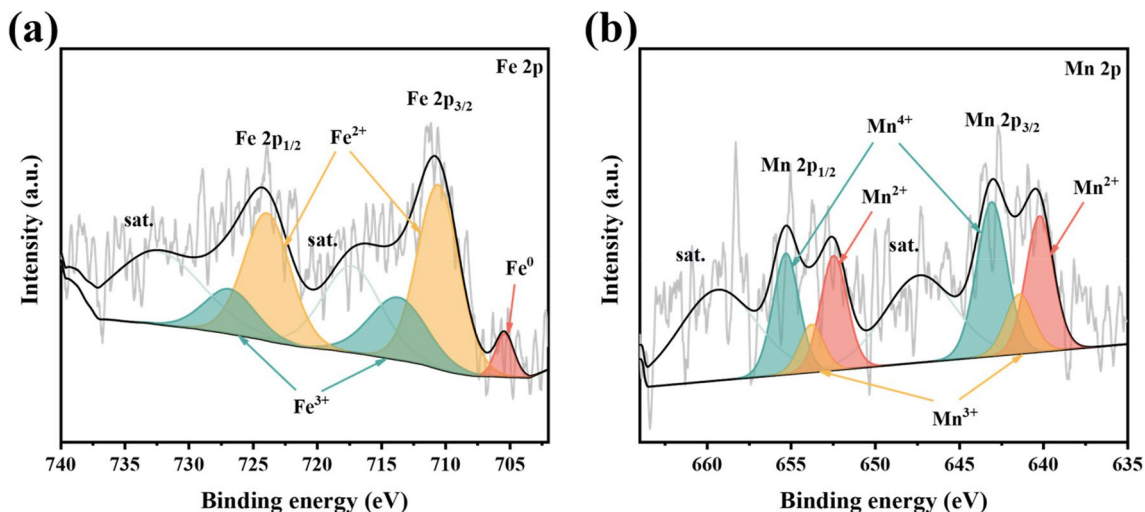 (a)
Fe 2p
Fe 2p3/2
Fe 2p1/2
Fe2+
sat.
sat.
Fe0
Fe3+
Intensity (a.u.)
740 735 730 725 720 715 710 705
Binding energy (eV)
(b)
Mn 2p
Mn4+
Mn 2p3/2
Mn 2p1/2
Mn2+
Mn2+
sat.
sat.
Mn3+
Intensity (a.u.)
660 655 650 645 640 635
Binding energy (eV)